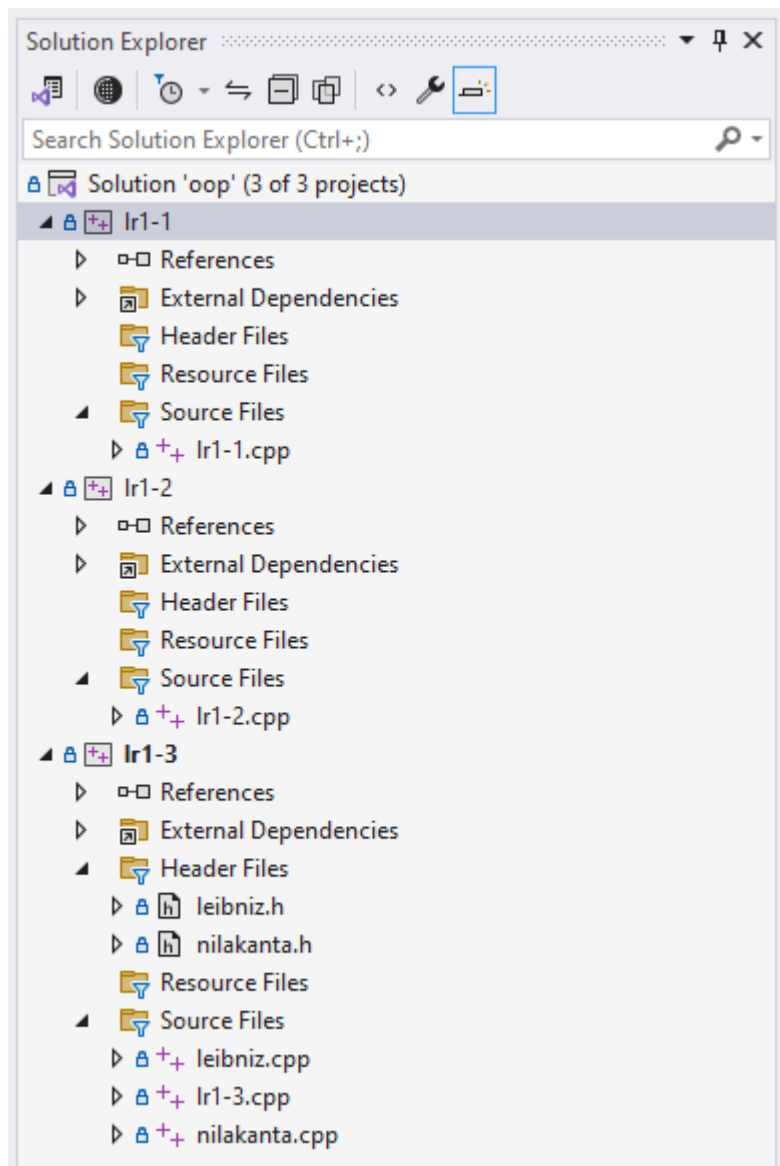 Solution Explorer
Search Solution Explorer (Ctrl+;)
Solution 'oop' (3 of 3 projects)
lr1-1
References
External Dependencies
Header Files
Resource Files
Source Files
lr1-1.cpp
lr1-2
References
External Dependencies
Header Files
Resource Files
Source Files
lr1-2.cpp
lr1-3
References
External Dependencies
Header Files
leibniz.h
nilakanta.h
Resource Files
Source Files
leibniz.cpp
lr1-3.cpp
nilakanta.cpp